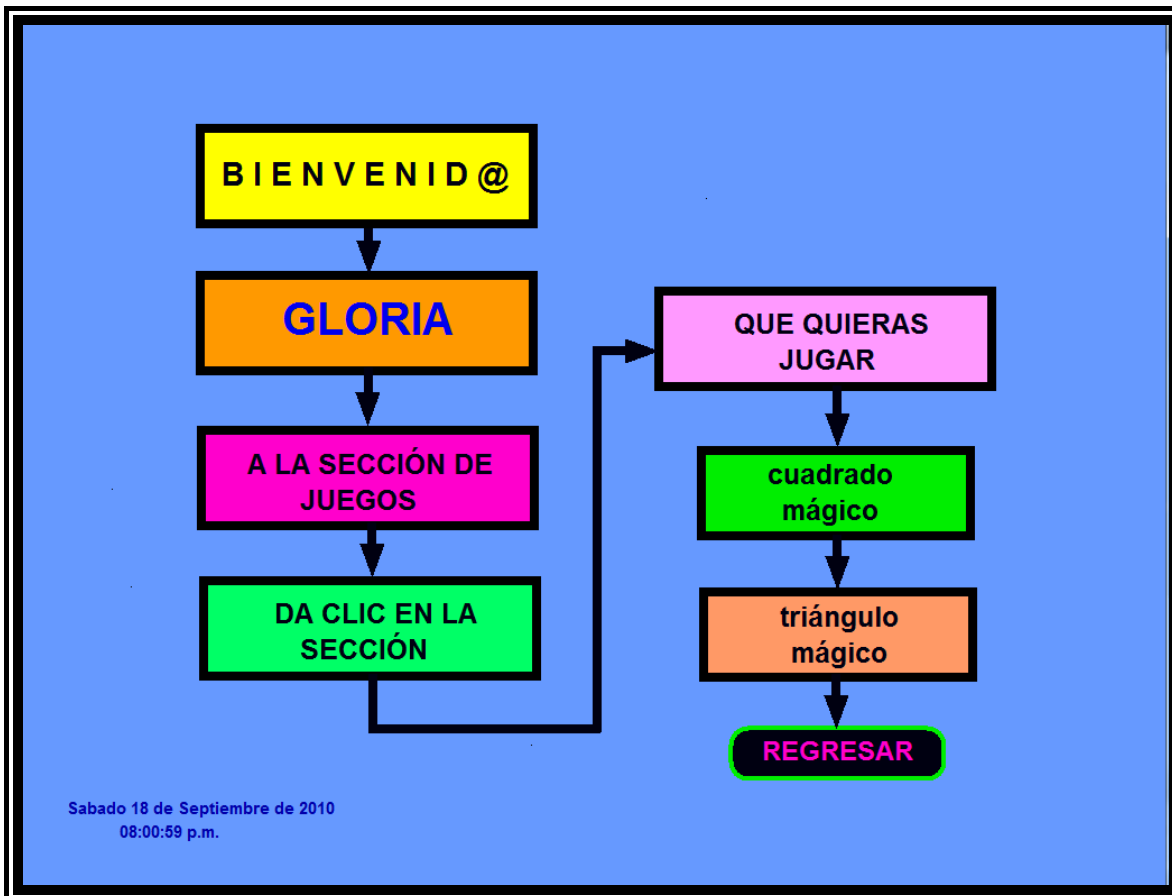 B I E N V E N I D @
GLORIA
A LA SECCIÓN DE
JUEGOS
DA CLIC EN LA
SECCIÓN
QUE QUIERAS
JUGAR
cuadrado
mágico
triángulo
mágico
REGRESAR
Sabado 18 de Septiembre de 2010
08:00:59 p.m.